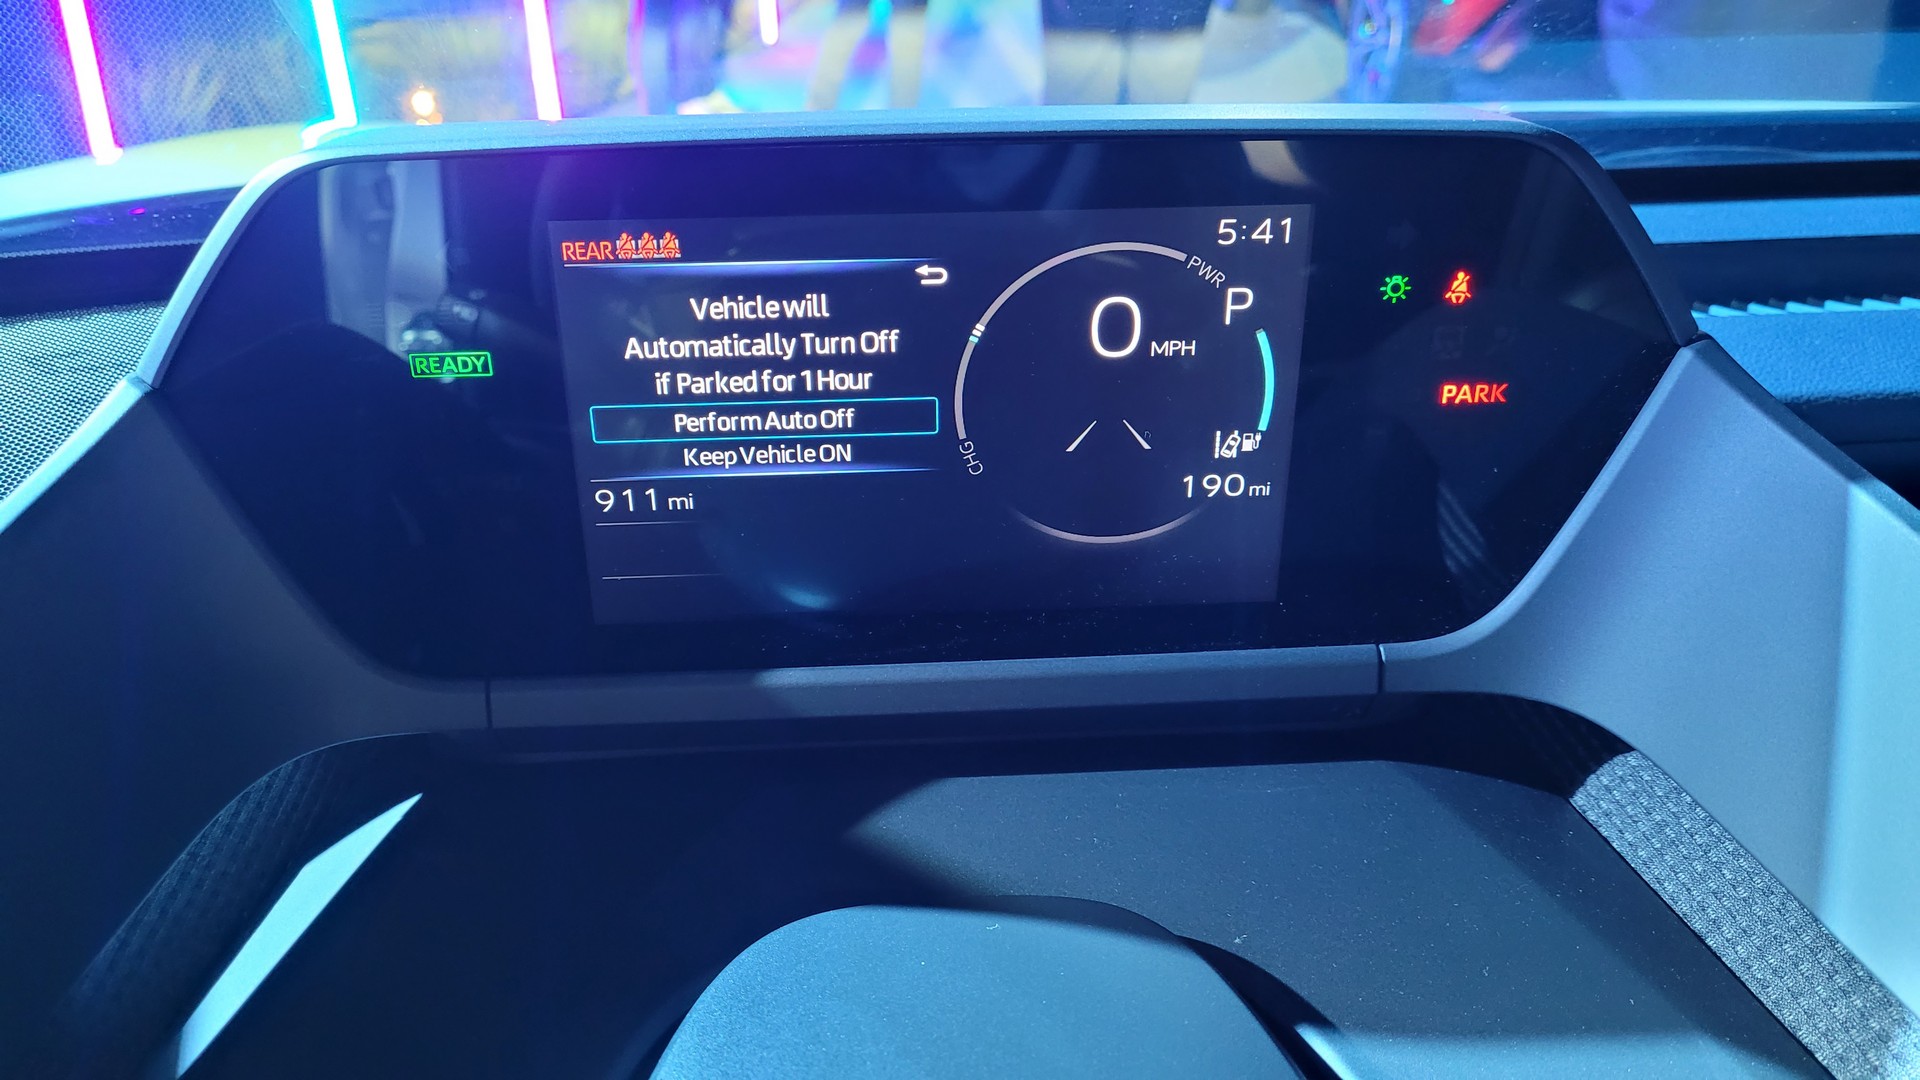 REAR
5:41
PWR
Vehicle will
Automatically Turn Off
if Parked for 1 Hour
Perform Auto Off
Keep Vehicle ON
0 MPH
P
READY
PARK
CHG
911 mi
190 mi